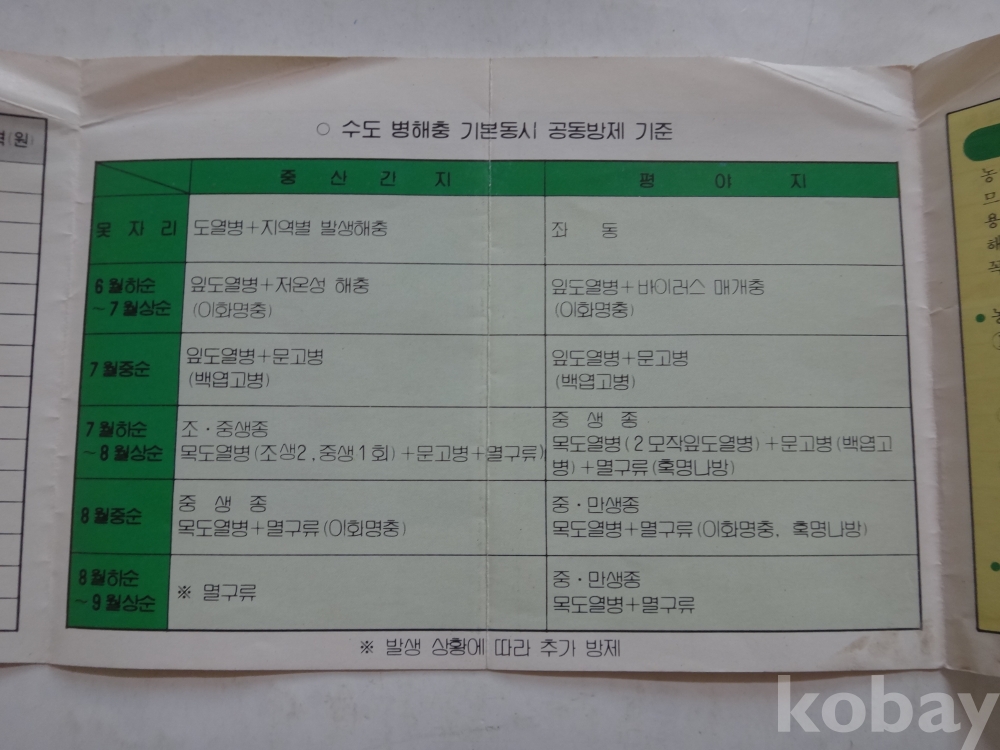 ○ 수도 병해충 기본동시 공동방제 기준
(원)
중 산 간 지
평 야 지
못 자 리
도열병+지역별 발생해충
좌 동
6월하순
~7월상순
잎도열병+저온성 해충
(이화명충)
잎도열병+바이러스 매개충
(이화명충)
7월중순
잎도열병+문고병
(백엽고병)
잎도열병+문고병
(백엽고병)
7월하순
~8월상순
조·중생종
목도열병(조생2,중생1회)+문고병+멸구류)
중 생 종
목도열병(2모작잎도열병)+문고병(백엽고
병)+멸구류(혹명나방)
8월중순
중 생 종
목도열병+멸구류(이화명충)
중·만생종
목도열병+멸구류(이화명충, 혹명나방)
8월하순
~9월상순
※ 멸구류
중·만생종
목도열병+멸구류
※ 발생 상황에 따라 추가 방제
농
므
용
해
독
kobay